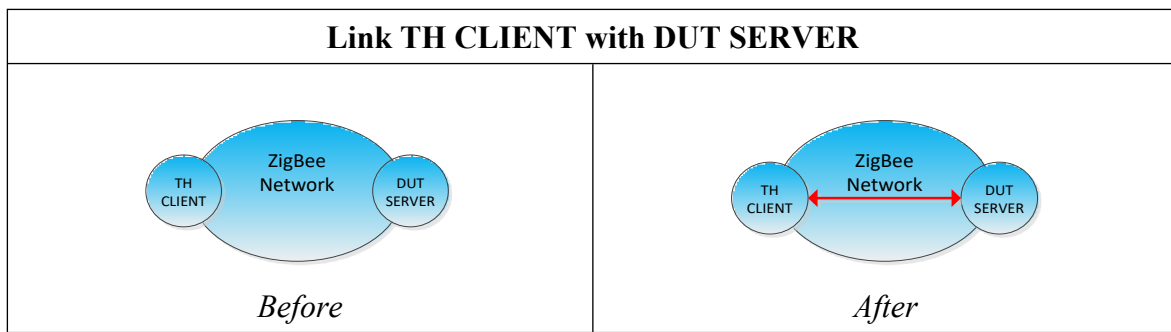 Link TH CLIENT with DUT SERVER
ZigBee
Network
TH
CLIENT
DUT
SERVER
Before
ZigBee
Network
TH
CLIENT
DUT
SERVER
After